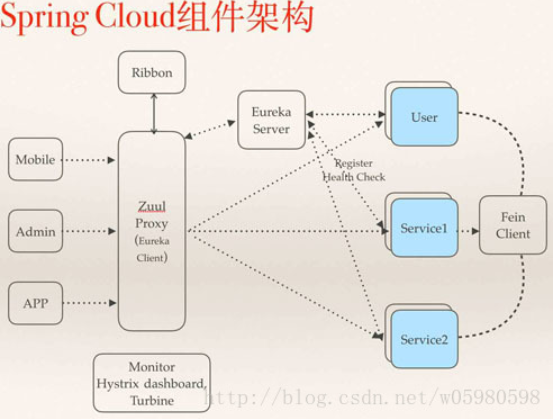 Spring Cloud组件架构
Ribbon
Eureka
Server
User
Mobile
Register
Health Check
Zuul
Proxy
(Eureka
Client)
Admin
Service1
Fein
Client
APP
Service2
Monitor
Hystrix dashboard,
Turbine
http://blog.csdn.net/w05980598